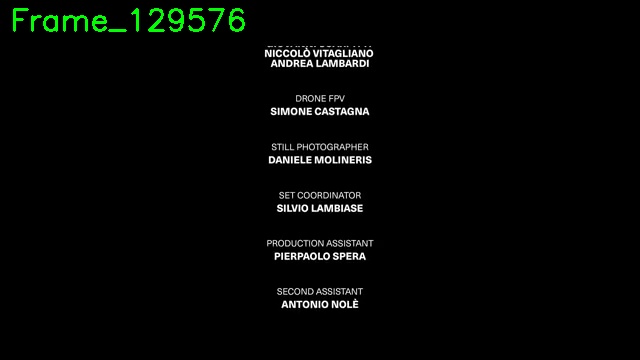 Frame_129576
NICCOLÒ VITAGLIANO
ANDREA LAMBARDI
DRONE FPV
SIMONE CASTAGNA
STILL PHOTOGRAPHER
DANIELE MOLINERIS
SET COORDINATOR
SILVIO LAMBIASE
PRODUCTION ASSISTANT
PIERPAOLO SPERA
SECOND ASSISTANT
ANTONIO NOLÈ